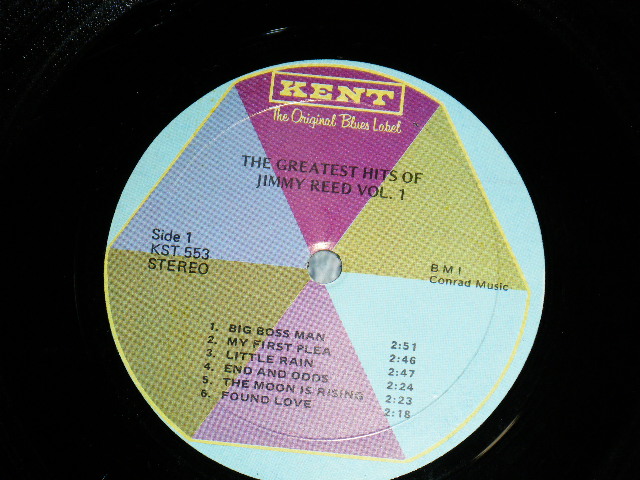 KENT
The Original Blues Label
THE GREATEST HITS OF
JIMMY REED VOL. 1
Side 1
KST 553
STEREO
B M I
Conrad Music
1. BIG BOSS MAN 2:51
2. MY FIRST PLEA 2:46
3. LITTLE RAIN 2:47
4. END AND ODDS 2:24
5. THE MOON IS RISING 2:23
6. FOUND LOVE 2:18